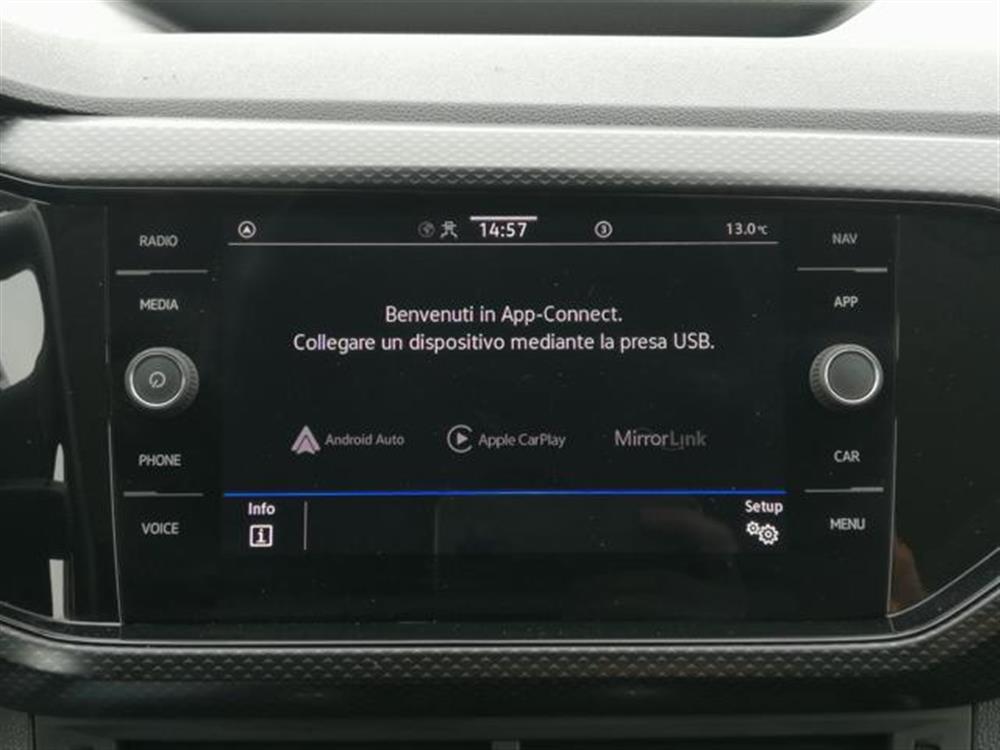 RADIO
MEDIA
PHONE
VOICE
14:57
3
13.0°C
Benvenuti in App-Connect.
Collegare un dispositivo mediante la presa USB.
Android Auto
Apple CarPlay
MirrorLink
Info
i
Setup
NAV
APP
CAR
MENU